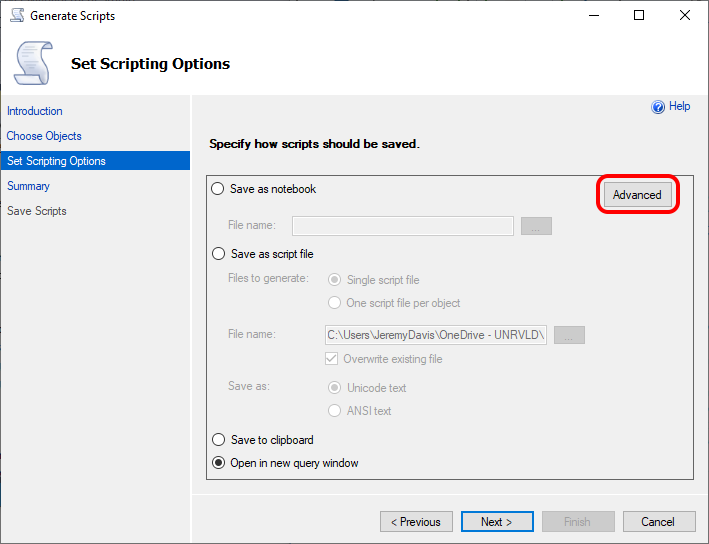 Generate Scripts
Set Scripting Options
Help
Introduction
Choose Objects
Set Scripting Options
Summary
Save Scripts
Specify how scripts should be saved.
Save as notebook
Advanced
File name:
...
Save as script file
Files to generate:
Single script file
One script file per object
File name:
C:\Users\JeremyDavis\OneDrive - UNRVLD\
...
Overwrite existing file
Save as:
Unicode text
ANSI text
Save to clipboard
Open in new query window
< Previous
Next >
Finish
Cancel